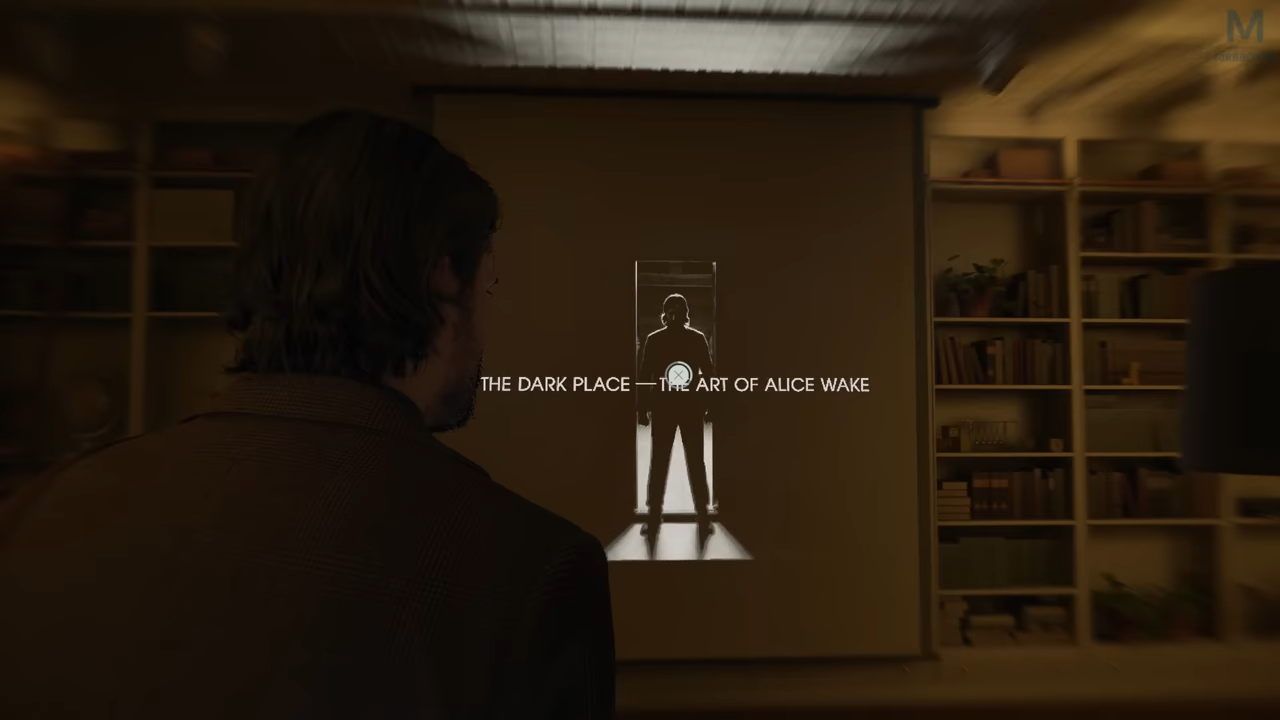 M
THE DARK PLACE — THE ART OF ALICE WAKE